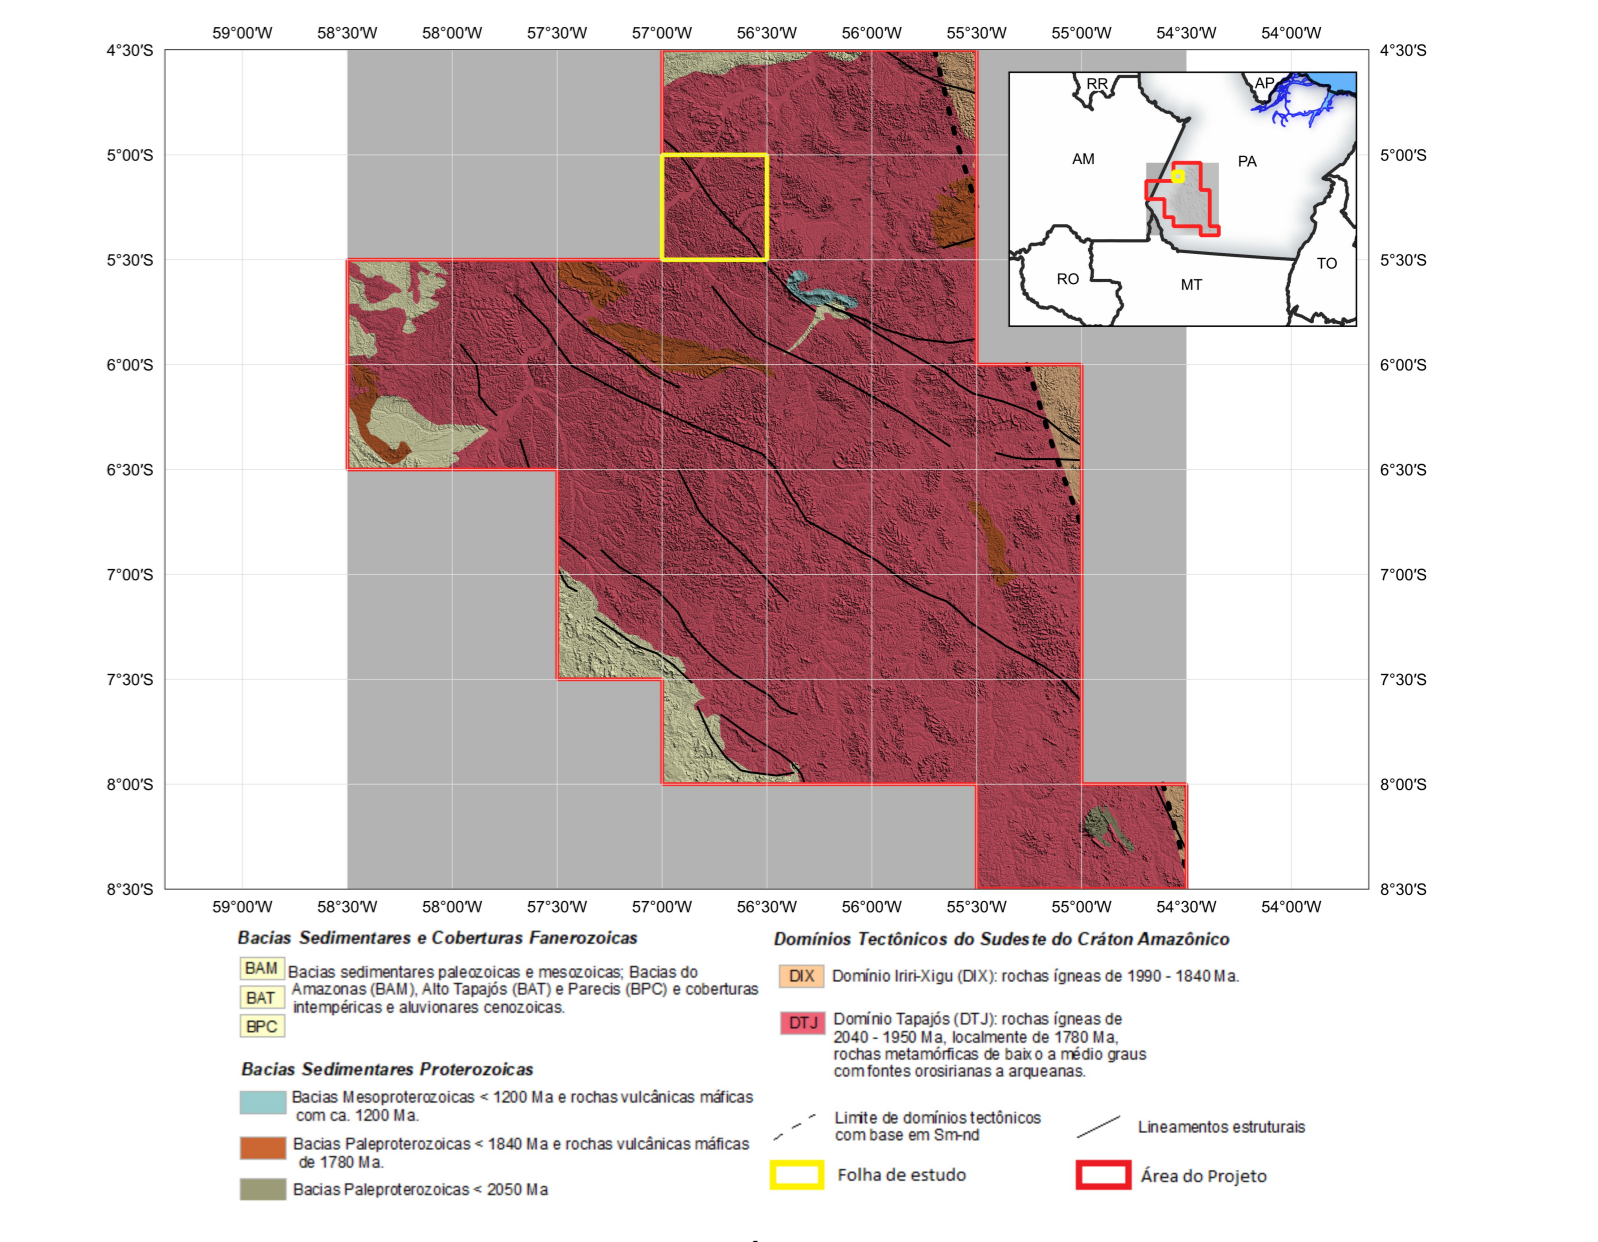 59°00'W 58°30'W 58°00'W 57°30'W 57°00'W 56°30'W 56°00'W 55°30'W 55°00'W 54°30'W 54°00'W
4°30'S 4°30'S
RR AP
AM PA
5°00'S 5°00'S
5°30'S 5°30'S
RO MT TO
6°00'S 6°00'S
6°30'S 6°30'S
7°00'S 7°00'S
7°30'S 7°30'S
8°00'S 8°00'S
8°30'S 8°30'S
59°00'W 58°30'W 58°00'W 57°30'W 57°00'W 56°30'W 56°00'W 55°30'W 55°00'W 54°30'W 54°00'W
Bacias Sedimentares e Coberturas Fanerozoicas
BAM
BAT
BPC
Bacias sedimentares paleozoicas e mesozoicas; Bacias do
Amazonas (BAM), Alto Tapajós (BAT) e Parecis (BPC) e coberturas
intempéricas e aluvionares cenozoicas.
Bacias Sedimentares Proterozoicas
Bacias Mesoproterozoicas < 1200 Ma e rochas vulcânicas máficas
com ca. 1200 Ma.
Bacias Paleproterozoicas < 1840 Ma e rochas vulcânicas máficas
de 1780 Ma.
Bacias Paleproterozoicas < 2050 Ma
Domínios Tectônicos do Sudeste do Cráton Amazônico
DIX Domínio Iriri-Xigu (DIX): rochas ígneas de 1990 - 1840 Ma.
DTJ Domínio Tapajós (DTJ): rochas ígneas de
2040 - 1950 Ma, localmente de 1780 Ma,
rochas metamórficas de baixo a médio graus
com fontes orosirianas a arqueanas.
Limite de domínios tectônicos
com base em Sm-nd
Lineamentos estruturais
Folha de estudo
Área do Projeto